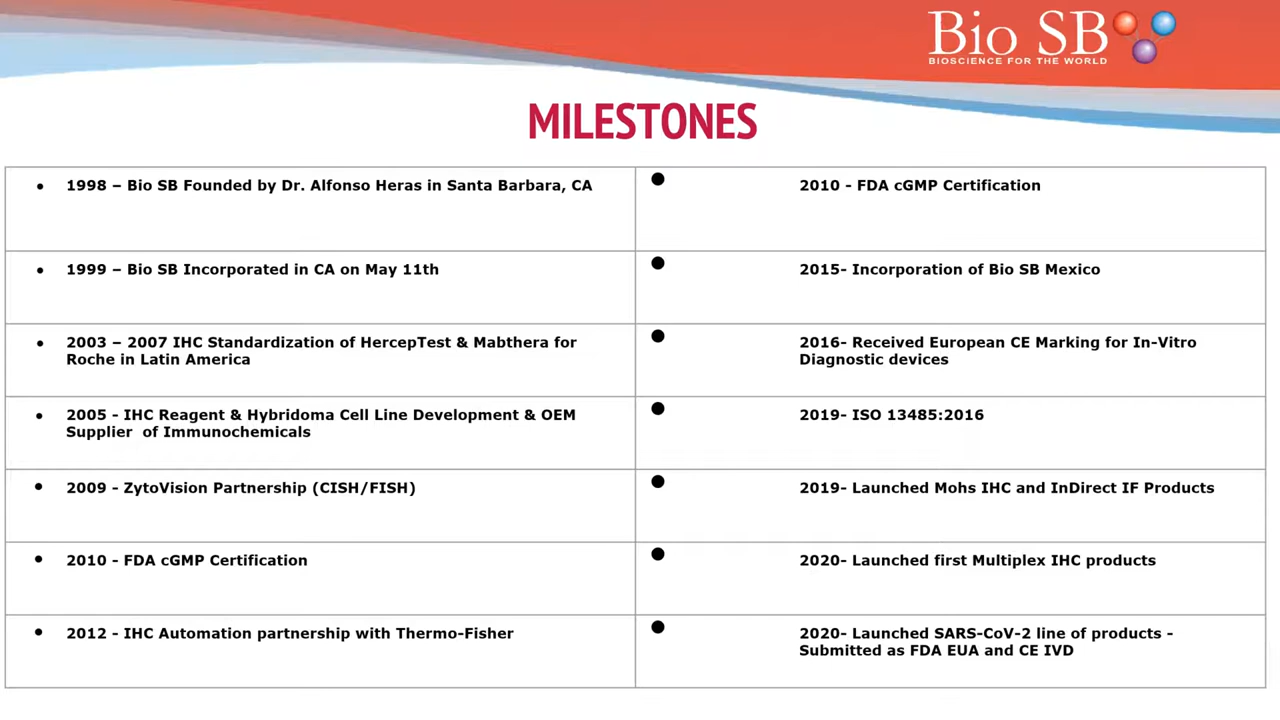 Bio SB
BIOSCIENCE FOR THE WORLD
MILESTONES
• 1998 – Bio SB Founded by Dr. Alfonso Heras in Santa Barbara, CA
• 1999 – Bio SB Incorporated in CA on May 11th
• 2003 – 2007 IHC Standardization of HercepTest & Mabthera for
Roche in Latin America
• 2005 - IHC Reagent & Hybridoma Cell Line Development & OEM
Supplier  of Immunochemicals
• 2009 - ZytoVision Partnership (CISH/FISH)
• 2010 - FDA cGMP Certification
• 2012 - IHC Automation partnership with Thermo-Fisher
• 2010 - FDA cGMP Certification
• 2015- Incorporation of Bio SB Mexico
• 2016- Received European CE Marking for In-Vitro
Diagnostic devices
• 2019- ISO 13485:2016
• 2019- Launched Mohs IHC and InDirect IF Products
• 2020- Launched first Multiplex IHC products
• 2020- Launched SARS-CoV-2 line of products -
Submitted as FDA EUA and CE IVD